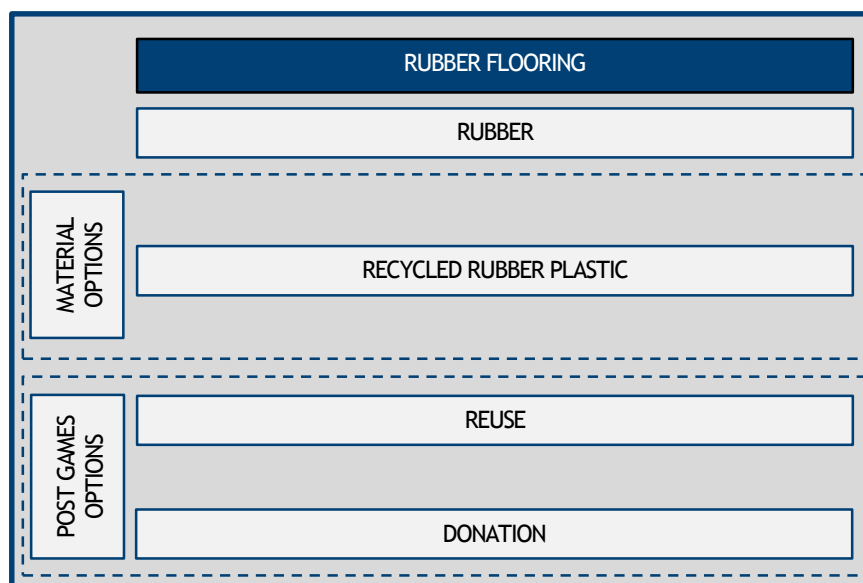 RUBBER FLOORING
RUBBER
MATERIAL
OPTIONS
RECYCLED RUBBER PLASTIC
POST GAMES
OPTIONS
REUSE
DONATION